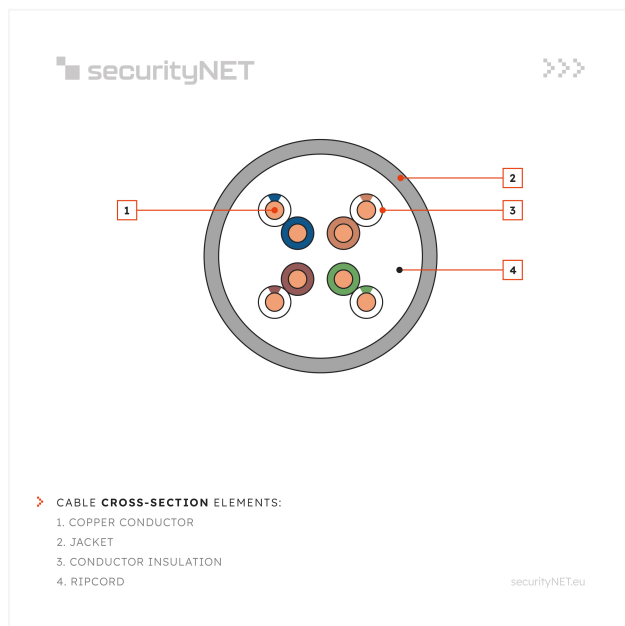 securityNET
1
2
3
4
CABLE CROSS-SECTION ELEMENTS:
1. COPPER CONDUCTOR
2. JACKET
3. CONDUCTOR INSULATION
4. RIPCORD
securityNET.eu